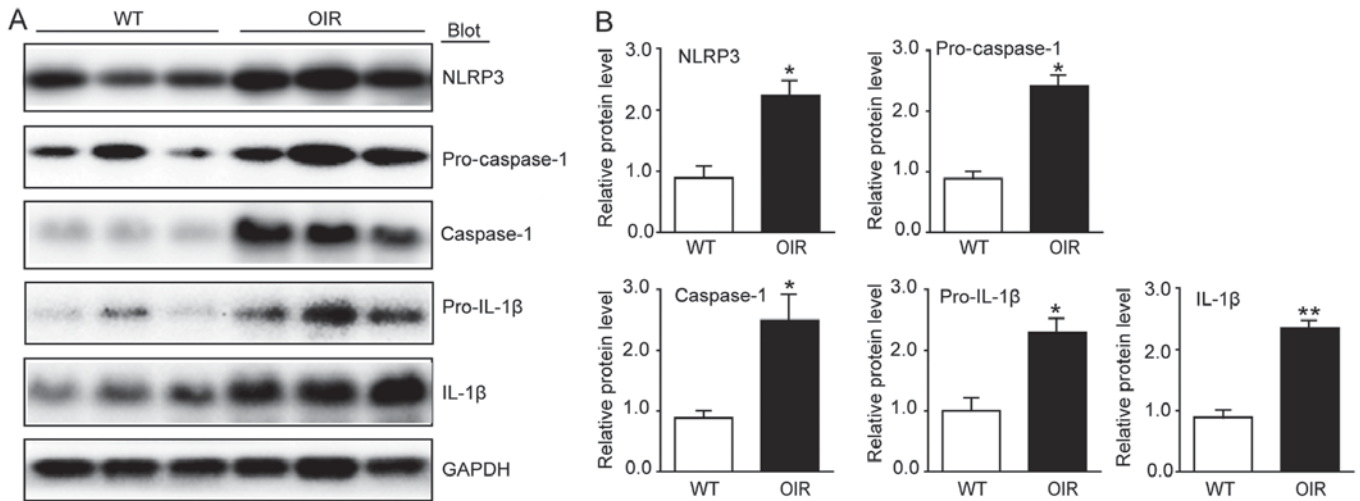 A
WT OIR
Blot
NLRP3
Pro-caspase-1
Caspase-1
Pro-IL-1β
IL-1β
GAPDH
B
NLRP3
Relative protein level
3.0
2.0
1.0
0.0
*
WT OIR
Pro-caspase-1
Relative protein level
3.0
2.0
1.0
0.0
*
WT OIR
Caspase-1
Relative protein level
3.0
2.0
1.0
0.0
*
WT OIR
Pro-IL-1β
Relative protein level
3.0
2.0
1.0
0.0
*
WT OIR
IL-1β
Relative protein level
3.0
2.0
1.0
0.0
**
WT OIR